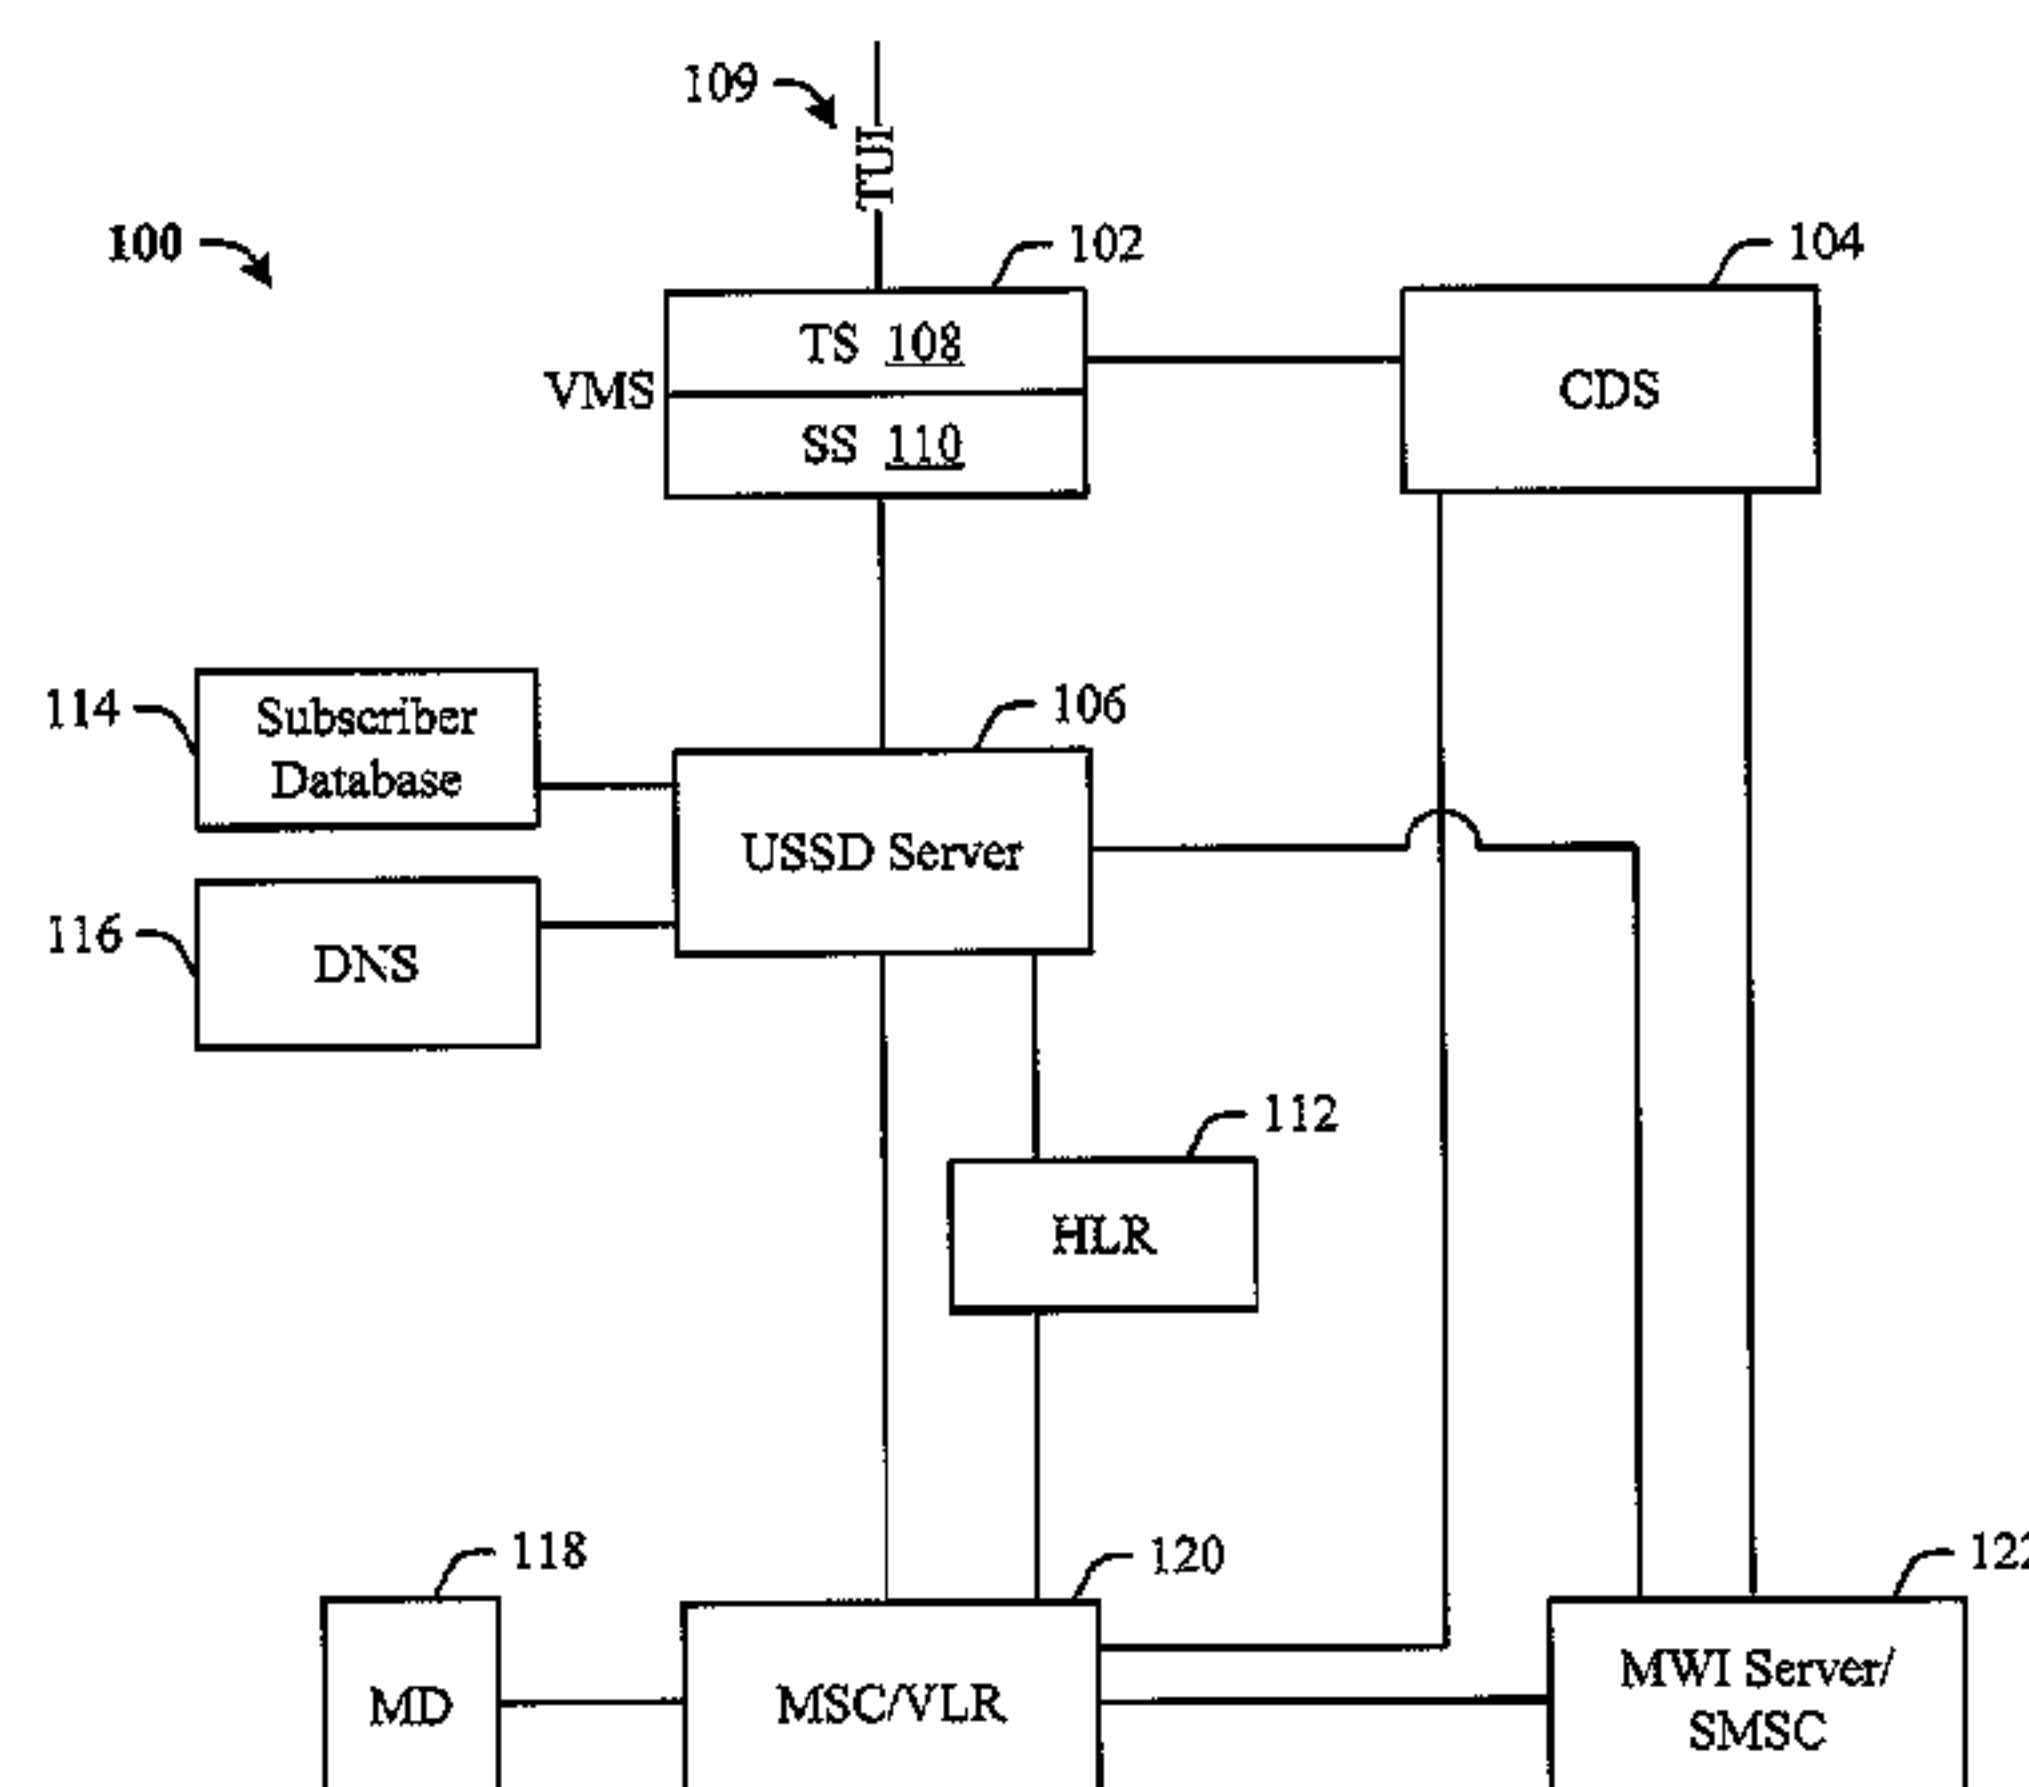 109
TUI
100
102
104
TS 108
VMS
CDS
SS 110
114
Subscriber
Database
106
USSD Server
116
DNS
112
HLR
118
120
MD
MSC/VLR
MWI Server/
SMSC